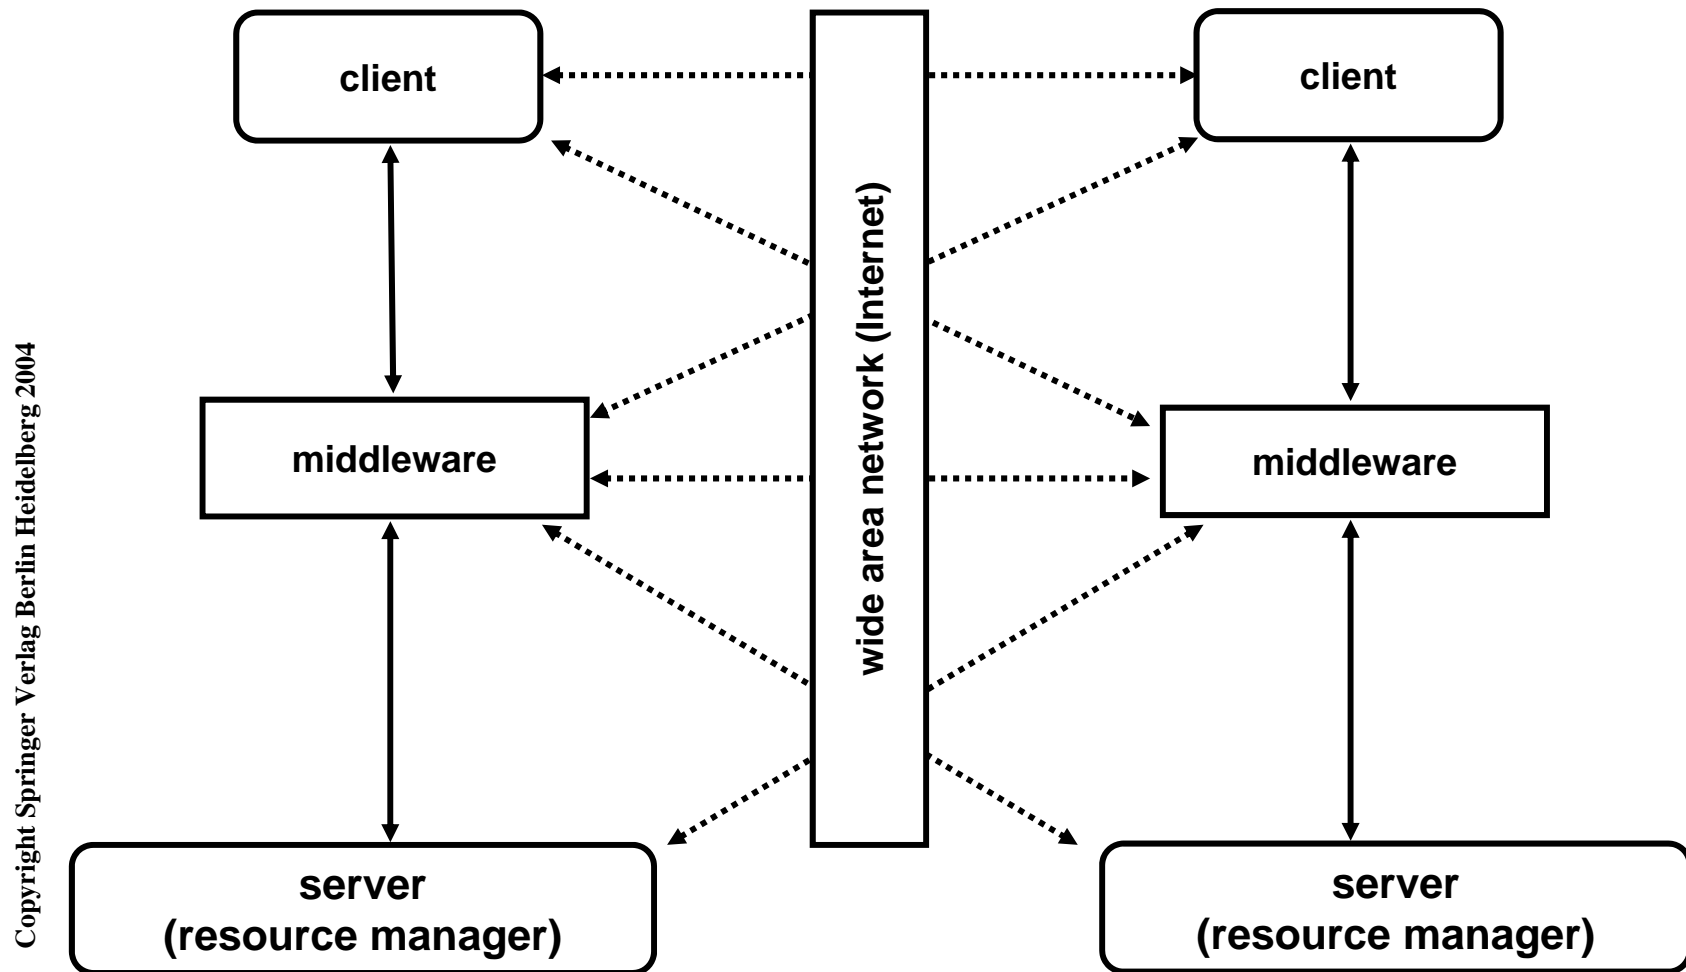 client
client
wide area network (Internet)
middleware
middleware
server
(resource manager)
server
(resource manager)
Copyright Springer Verlag Berlin Heidelberg 2004